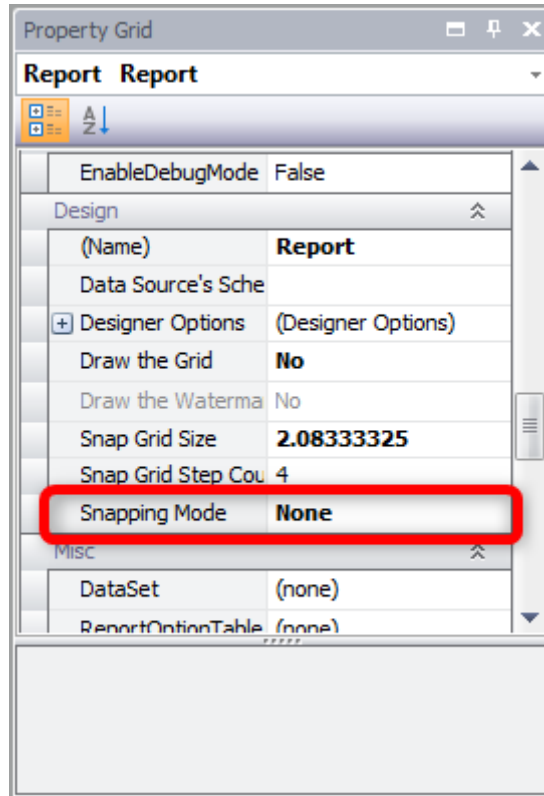 Property Grid
Report Report
EnableDebugMode False
Design
(Name) Report
Data Source's Sche
Designer Options (Designer Options)
Draw the Grid No
Draw the Waterma No
Snap Grid Size 2.08333325
Snap Grid Step Cou 4
Snapping Mode None
Misc
DataSet (none)
ReportOptionTable (none)